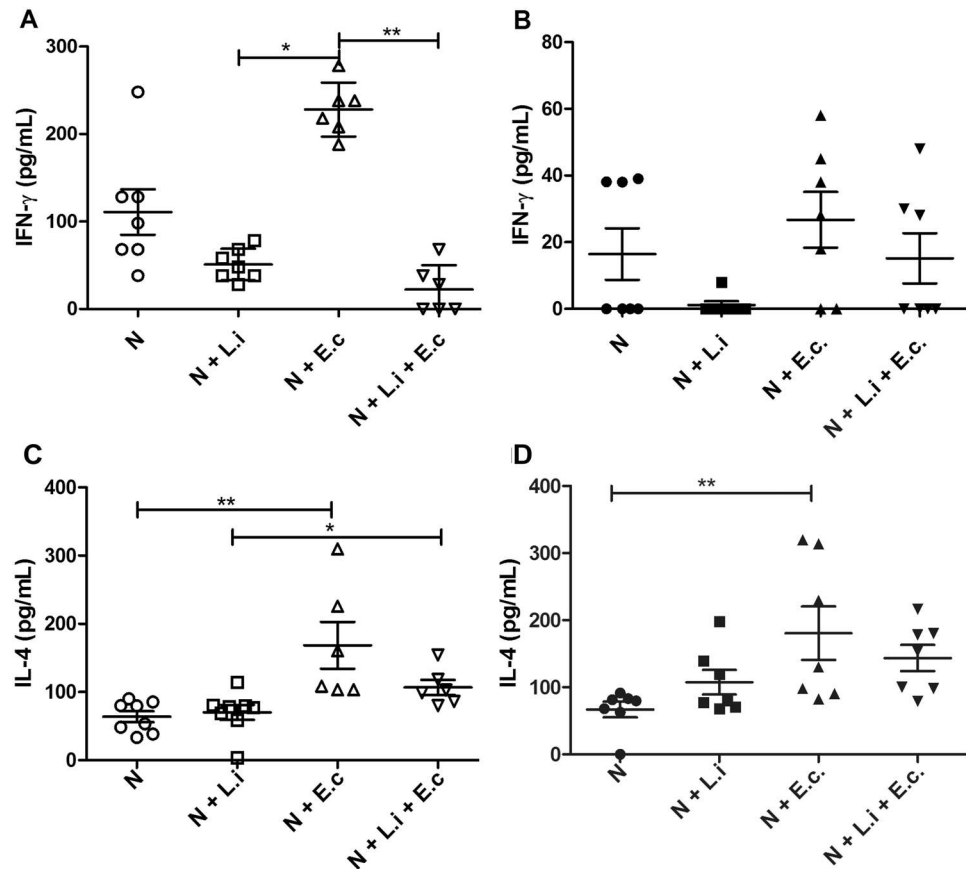 A
IFN-γ (pg/mL)
300
200
100
0
*
**
N
N + L.i
N + E.c
N + L.i + E.c
B
IFN-γ (pg/mL)
80
60
40
20
0
N
N + L.i
N + E.c.
N + L.i + E.c.
C
IL-4 (pg/mL)
400
300
200
100
0
**
*
N
N + L.i
N + E.c
N + L.i + E.c
D
IL-4 (pg/mL)
400
300
200
100
0
**
N
N + L.i
N + E.c.
N + L.i + E.c.